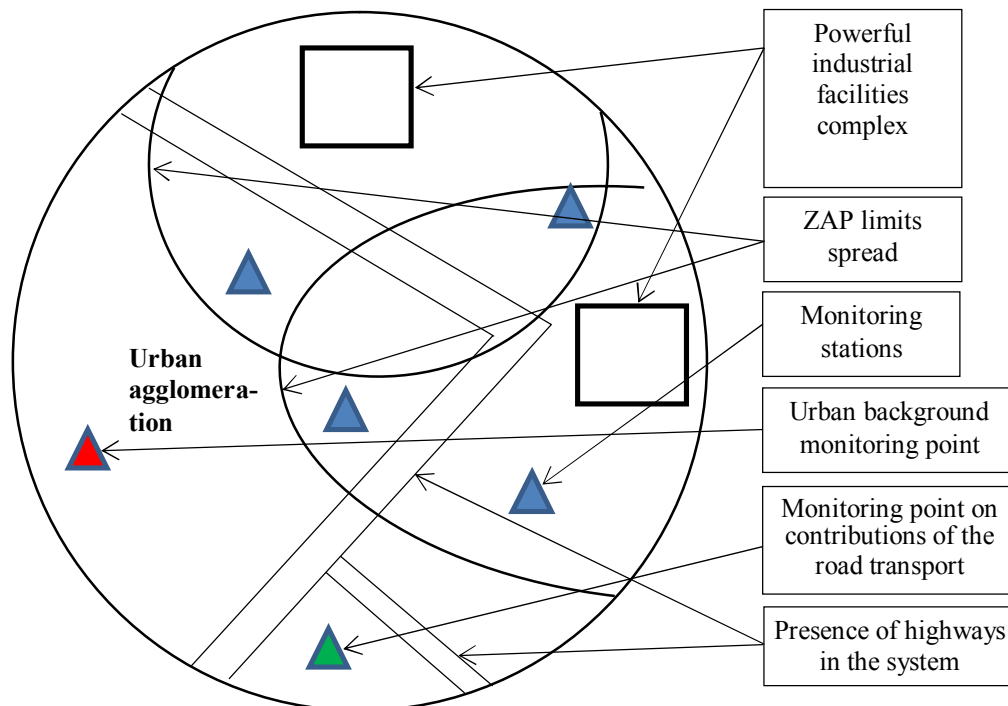 Powerful
industrial
facilities
complex
ZAP limits
spread
Monitoring
stations
Urban
agglomera-
tion
Urban background
monitoring point
Monitoring point on
contributions of the
road transport
Presence of highways
in the system